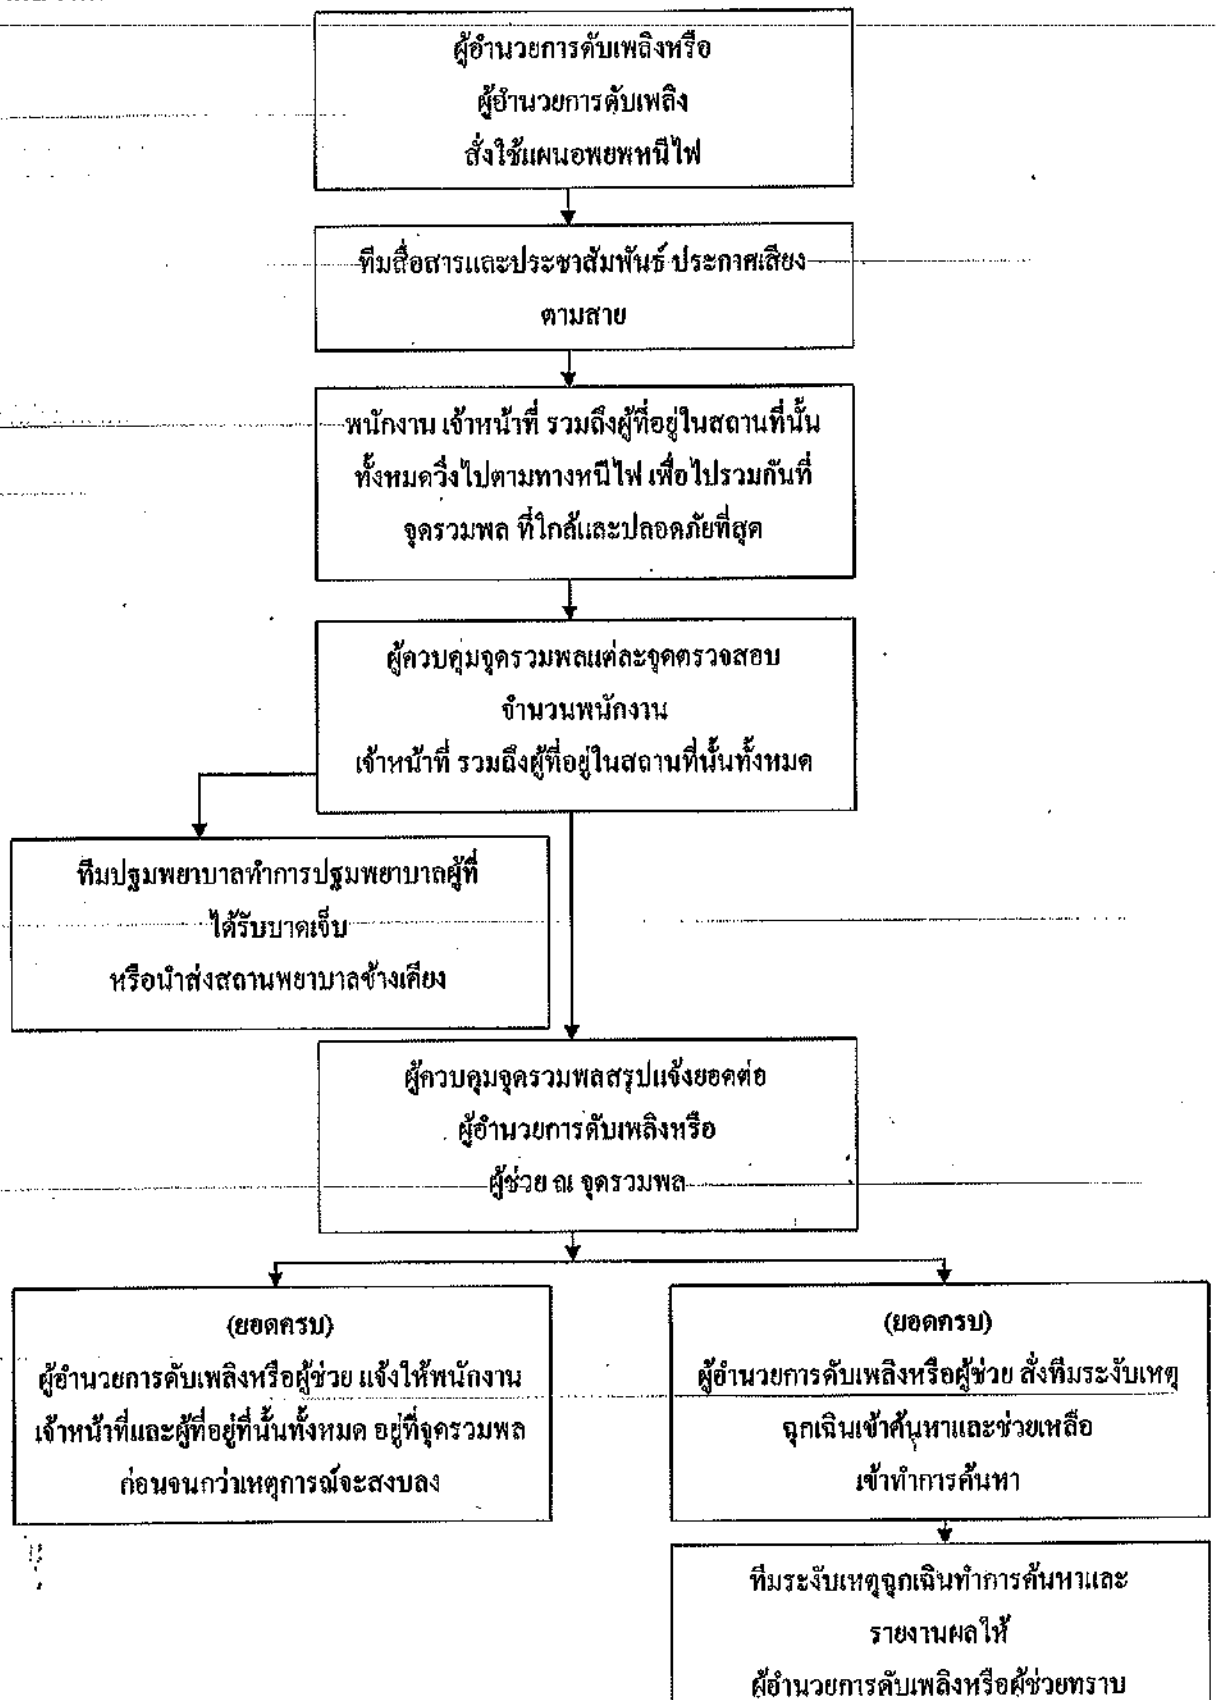 ผู้อำนวยการดับเพลิงหรือ
ผู้อำนวยการดับเพลิง
สั่งใช้แผนอพยพหนีไฟ
ทีมสื่อสารและประชาสัมพันธ์ ประกาศเสียง
ตามสาย
พนักงาน เจ้าหน้าที่ รวมถึงผู้ที่อยู่ในสถานที่นั้น
ทั้งหมดวิ่งไปตามทางหนีไฟ เพื่อไปรวมกันที่
จุดรวมพล ที่ใกล้และปลอดภัยที่สุด
ผู้ควบคุมจุดรวมพลแต่ละจุดตรวจสอบ
จำนวนพนักงาน
เจ้าหน้าที่ รวมถึงผู้ที่อยู่ในสถานที่นั้นทั้งหมด
ทีมปฐมพยาบาลทำการปฐมพยาบาลผู้ที่
ได้รับบาดเจ็บ
หรือนำส่งสถานพยาบาลข้างเคียง
ผู้ควบคุมจุดรวมพลสรุปแจ้งยอดต่อ
ผู้อำนวยการดับเพลิงหรือ
ผู้ช่วย ณ จุดรวมพล
(ยอดครบ)
ผู้อำนวยการดับเพลิงหรือผู้ช่วย แจ้งให้พนักงาน
เจ้าหน้าที่และผู้ที่อยู่ที่นั้นทั้งหมด อยู่ที่จุดรวมพล
ก่อนจนกว่าเหตุการณ์จะสงบลง
(ยอดครบ)
ผู้อำนวยการดับเพลิงหรือผู้ช่วย สั่งทีมระงับเหตุ
ฉุกเฉินเข้าค้นหาและช่วยเหลือ
เข้าทำการค้นหา
ทีมระงับเหตุฉุกเฉินทำการค้นหาและ
รายงานผลให้
ผู้อำนวยการดับเพลิงหรือผู้ช่วยทราบ